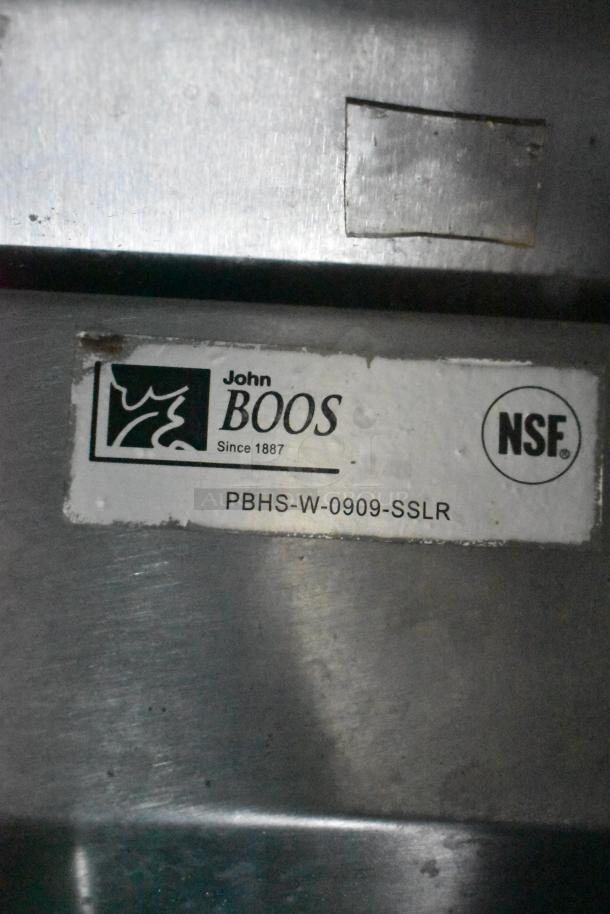 John
BOOS
Since 1887
NSF®
PBHS-W-0909-SSLR